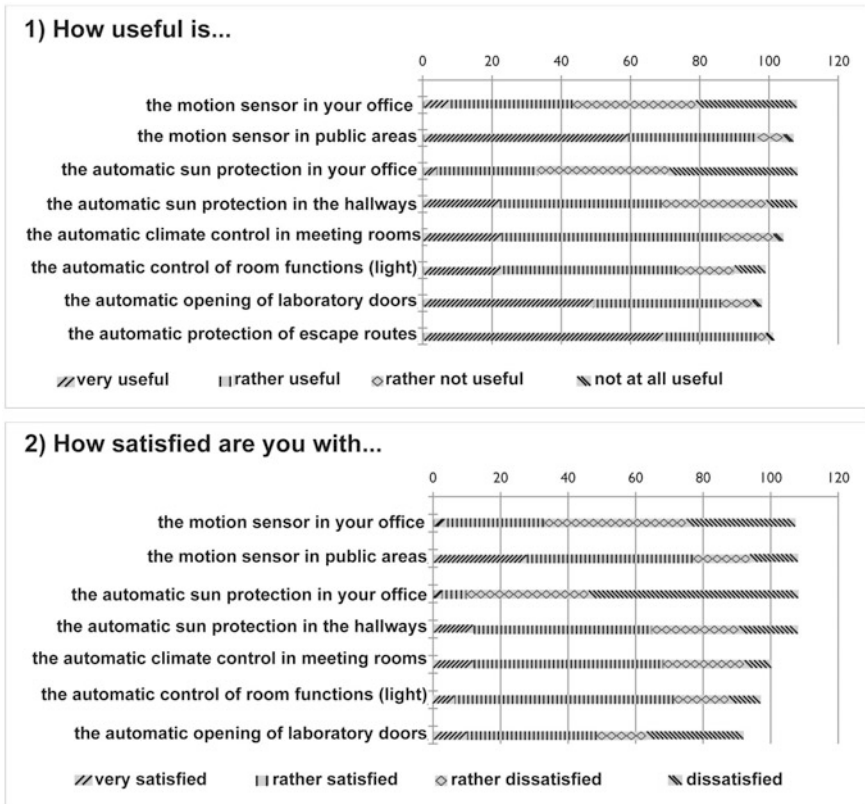 1) How useful is...
0 20 40 60 80 100 120
the motion sensor in your office
the motion sensor in public areas
the automatic sun protection in your office
the automatic sun protection in the hallways
the automatic climate control in meeting rooms
the automatic control of room functions (light)
the automatic opening of laboratory doors
the automatic protection of escape routes
very useful rather useful rather not useful not at all useful
2) How satisfied are you with...
0 20 40 60 80 100 120
the motion sensor in your office
the motion sensor in public areas
the automatic sun protection in your office
the automatic sun protection in the hallways
the automatic climate control in meeting rooms
the automatic control of room functions (light)
the automatic opening of laboratory doors
very satisfied rather satisfied rather dissatisfied dissatisfied